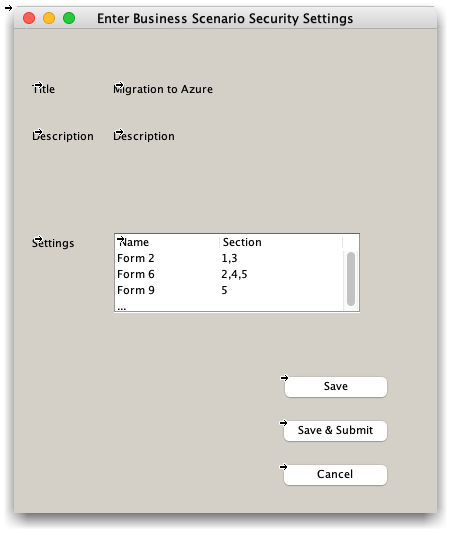 Enter Business Scenario Security Settings
Title Migration to Azure
Description Description
Settings Name Section
Form 2 1,3
Form 6 2,4,5
Form 9 5
...
Save
Save & Submit
Cancel